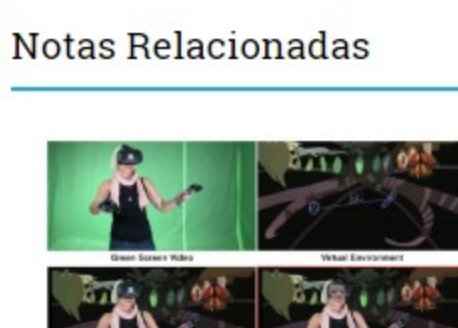 Notas Relacionadas
Green Screen Video
Virtual Environment